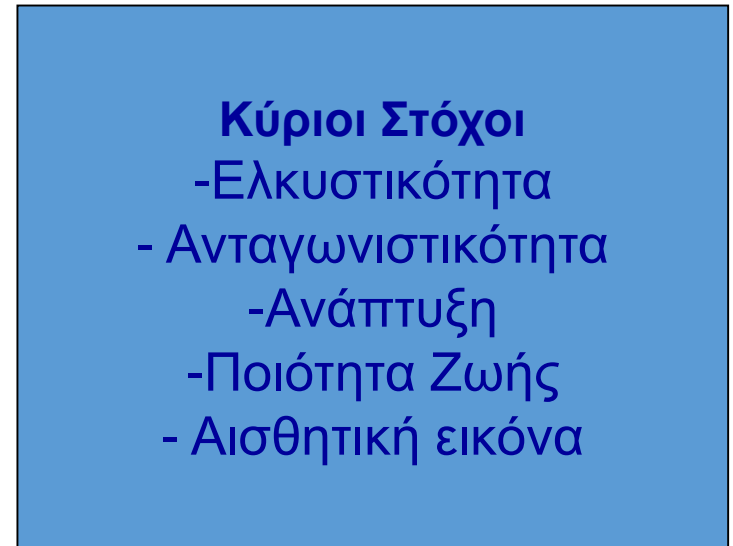 Κύριοι Στόχοι
-Ελκυστικότητα
- Ανταγωνιστικότητα
-Ανάπτυξη
-Ποιότητα Ζωής
- Αισθητική εικόνα